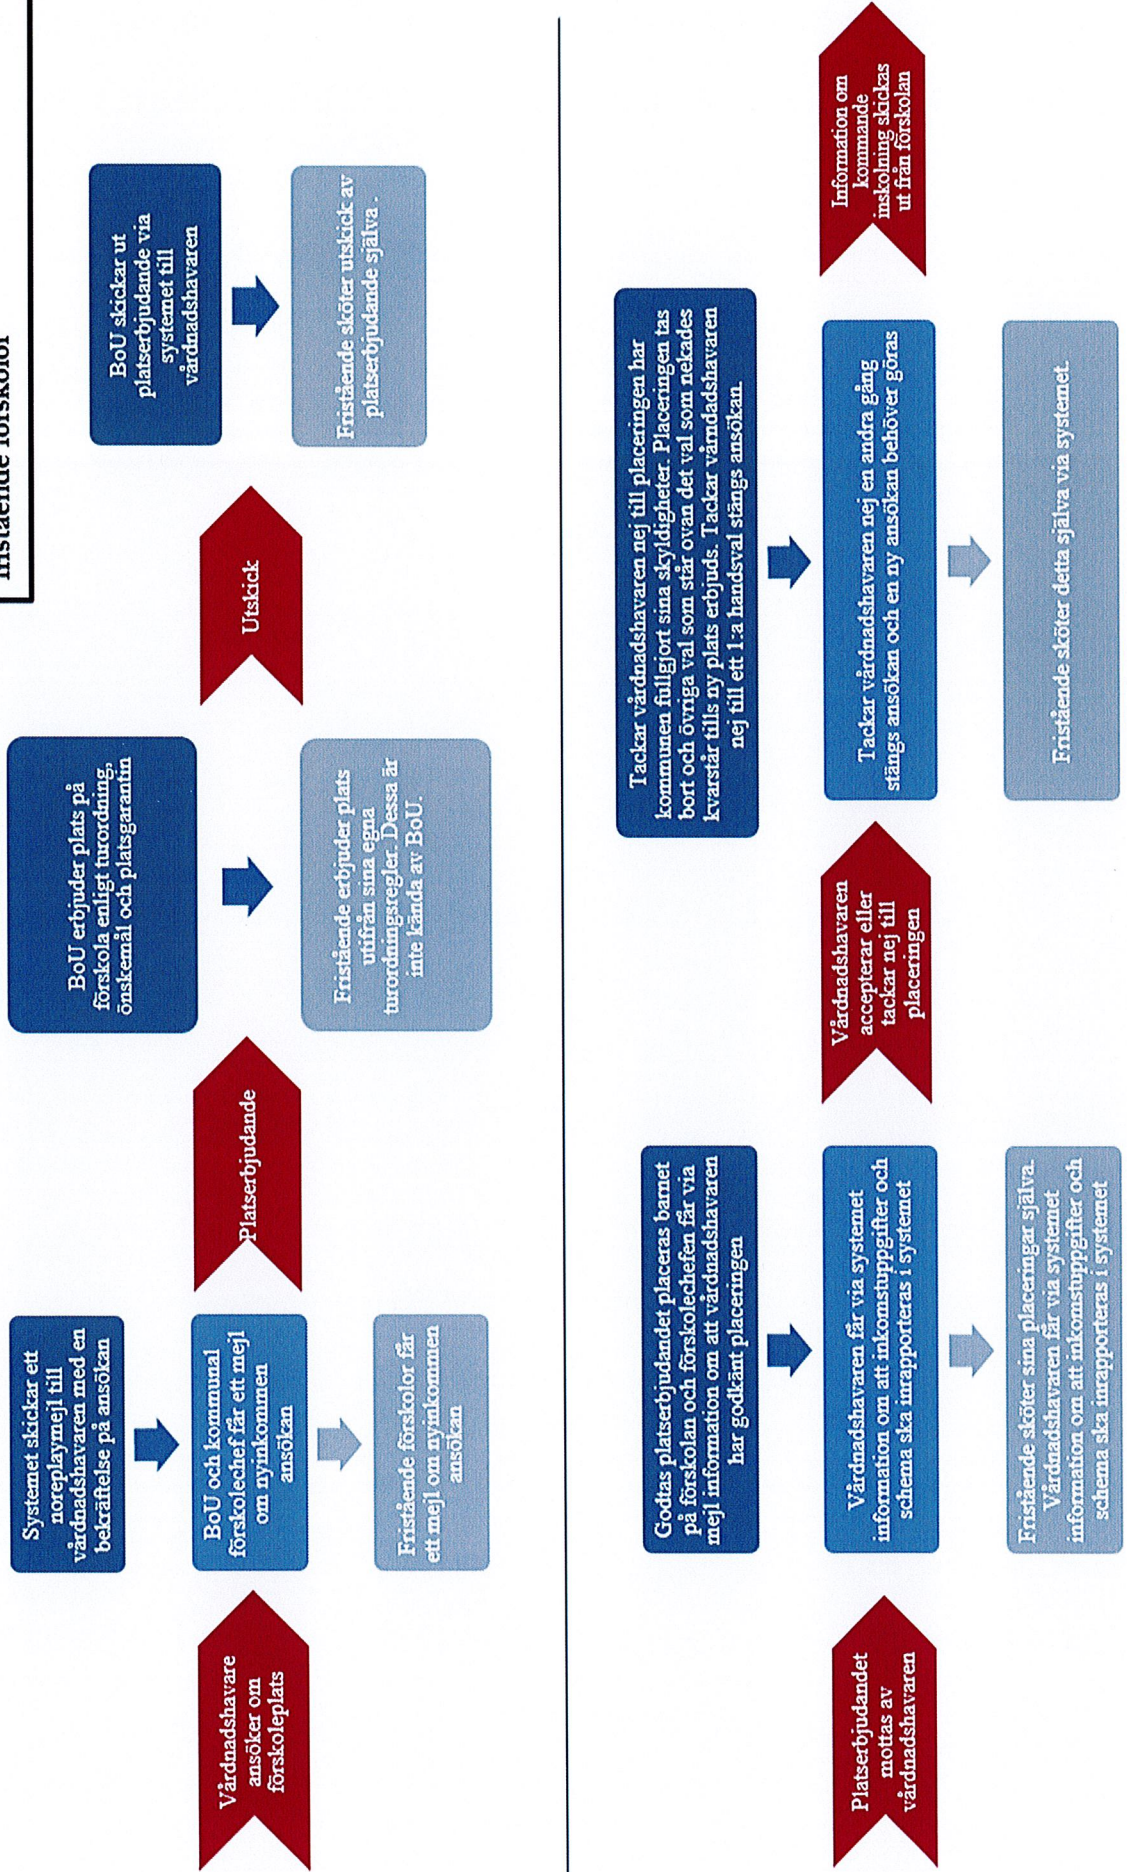 fristående förskolor
Vårdnadshavare
ansöker om
förskoleplats
Systemet skickar ett
noreplaymejl till
vårdnadshavaren med en
bekräftelse på ansökan
BoU och kommunal
förskolechef får ett mejl
om nyinkommen
ansökan
Fristående förskolor får
ett mejl om nyinkommen
ansökan
Platserbjudande
BoU erbjuder plats på
förskola enligt turordning,
önskemål och platsgarantin
Fristående erbjuder plats
utifrån sina egna
turordningsregler. Dessa är
inte kända av BoU.
Utskick
BoU skickar ut
platserbjudande via
systemet till
vårdnadshavaren
Fristående sköter utskick av
platserbjudande själva .
Platserbjudandet
mottas av
vårdnadshavaren
Godtas platserbjudandet placeras barnet
på förskolan och förskolechefen får via
mejl information om att vårdnadshavaren
har godkänt placeringen
Vårdnadshavaren får via systemet
information om att inkomstuppgifter och
schema ska inrapporteras i systemet
Fristående sköter sina placeringar själva.
Vårdnadshavaren får via systemet
information om att inkomstuppgifter och
schema ska inrapporteras i systemet
Vårdnadshavaren
accepterar eller
tackar nej till
placeringen
Tackar vårdnadshavaren nej till placeringen har
kommunen fullgjort sina skyldigheter. Placeringen tas
bort och övriga val som står ovan det val som nekades
kvarstår tills ny plats erbjuds. Tackar vårndadshavaren
nej till ett 1:a handsval stängs ansökan.
Tackar vårdnadshavaren nej en andra gång
stängs ansökan och en ny ansökan behöver göras
Fristående sköter detta själva via systemet.
Information om
kommande
inskolning skickas
ut från förskolan